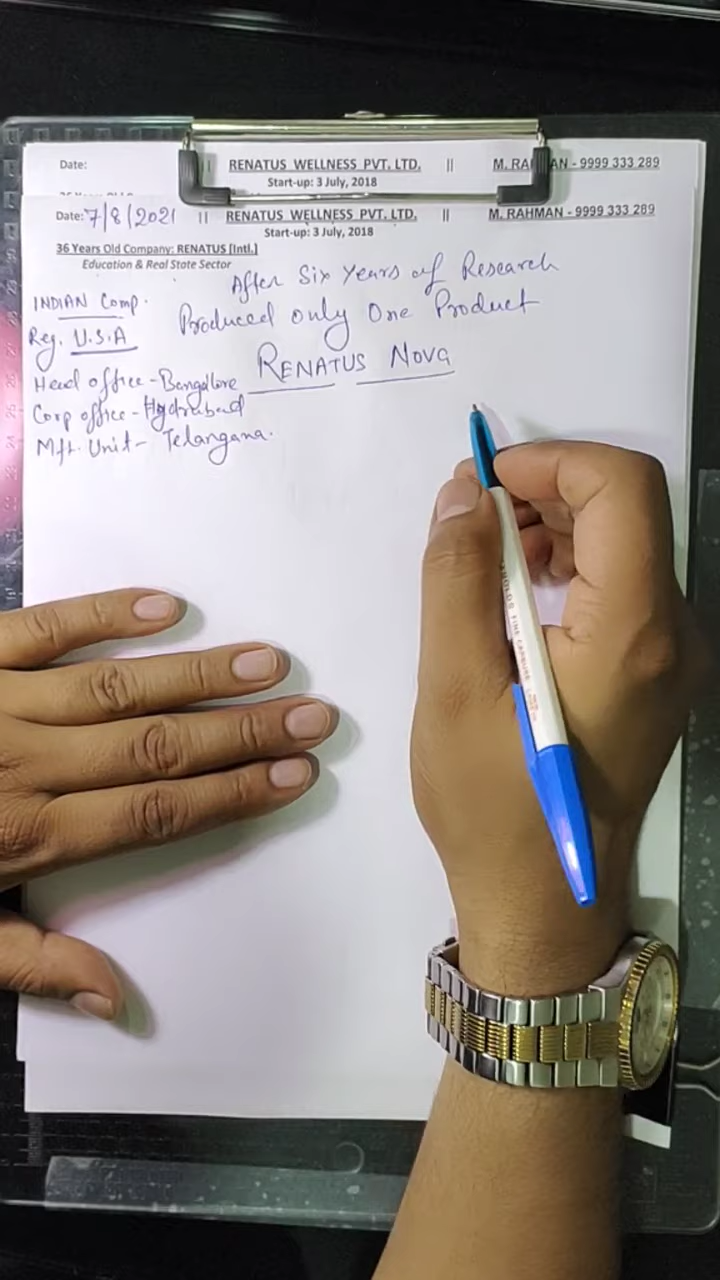 Date: || RENATUS WELLNESS PVT. LTD. || M. RAHMAN - 9999 333 289
Start-up: 3 July, 2018
Date: 7/8/2021 || RENATUS WELLNESS PVT. LTD. || M. RAHMAN - 9999 333 289
Start-up: 3 July, 2018
36 Years Old Company: RENATUS [Intl.]
Education & Real State Sector
After Six Years of Research
INDIAN Comp.
Produced only One Product
Reg. U.S.A
RENATUS NOVA
Head office - Bangalore
Corp office - Hydrabad
Mft. Unit - Telangana.